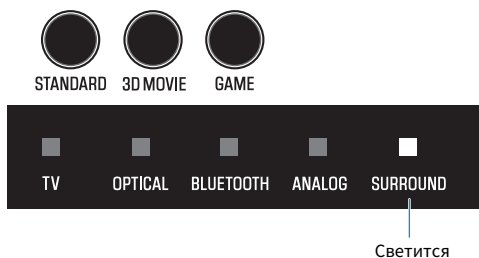 STANDARD 3D MOVIE GAME
TV OPTICAL BLUETOOTH ANALOG SURROUND
Светится